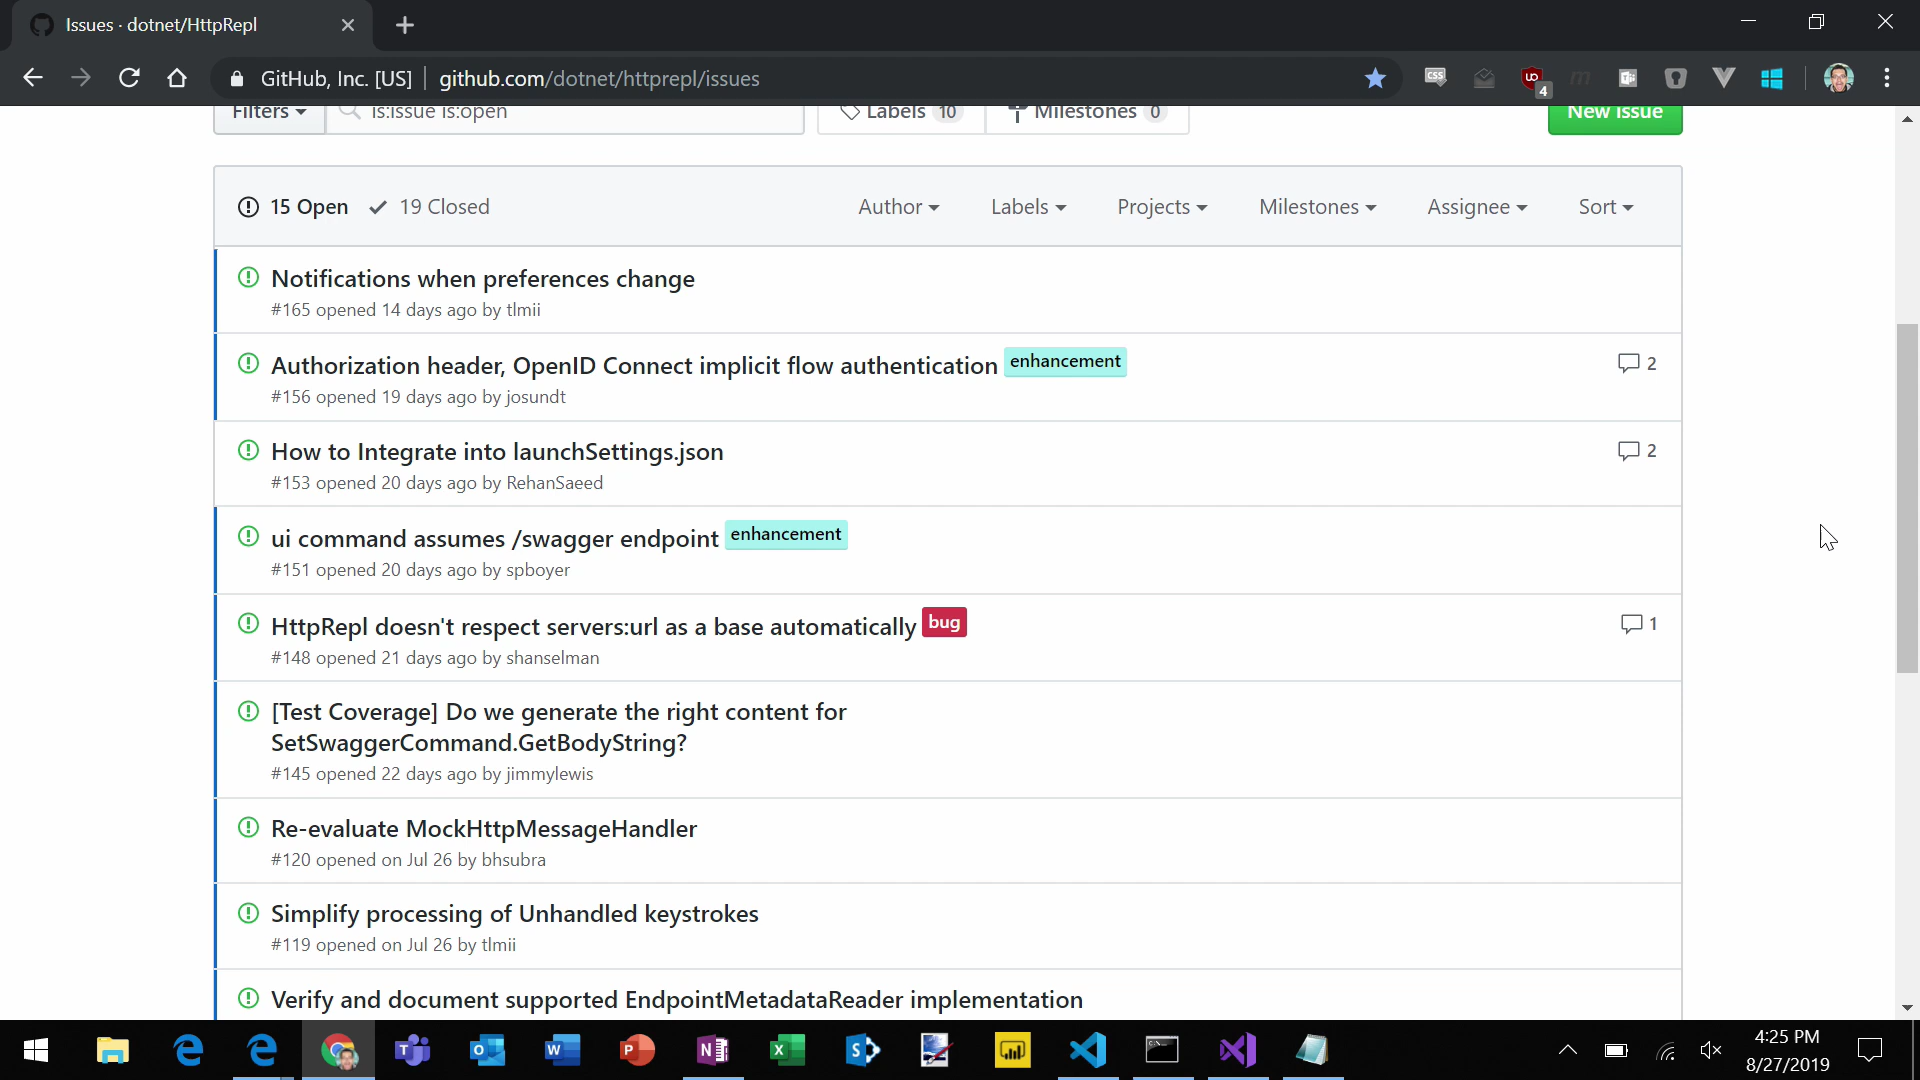 Issues · dotnet/HttpRepl
GitHub, Inc. [US] github.com/dotnet/httprepl/issues
CSS
UD
4
m
Filters is:issue is:open Labels 10 Milestones 0 New issue
15 Open 19 Closed Author Labels Projects Milestones Assignee Sort
Notifications when preferences change
#165 opened 14 days ago by tlmii
Authorization header, OpenID Connect implicit flow authentication enhancement 2
#156 opened 19 days ago by josundt
How to Integrate into launchSettings.json 2
#153 opened 20 days ago by RehanSaeed
ui command assumes /swagger endpoint enhancement
#151 opened 20 days ago by spboyer
HttpRepl doesn't respect servers:url as a base automatically bug 1
#148 opened 21 days ago by shanselman
[Test Coverage] Do we generate the right content for
SetSwaggerCommand.GetBodyString?
#145 opened 22 days ago by jimmylewis
Re-evaluate MockHttpMessageHandler
#120 opened on Jul 26 by bhsubra
Simplify processing of Unhandled keystrokes
#119 opened on Jul 26 by tlmii
Verify and document supported EndpointMetadataReader implementation
4:25 PM
8/27/2019